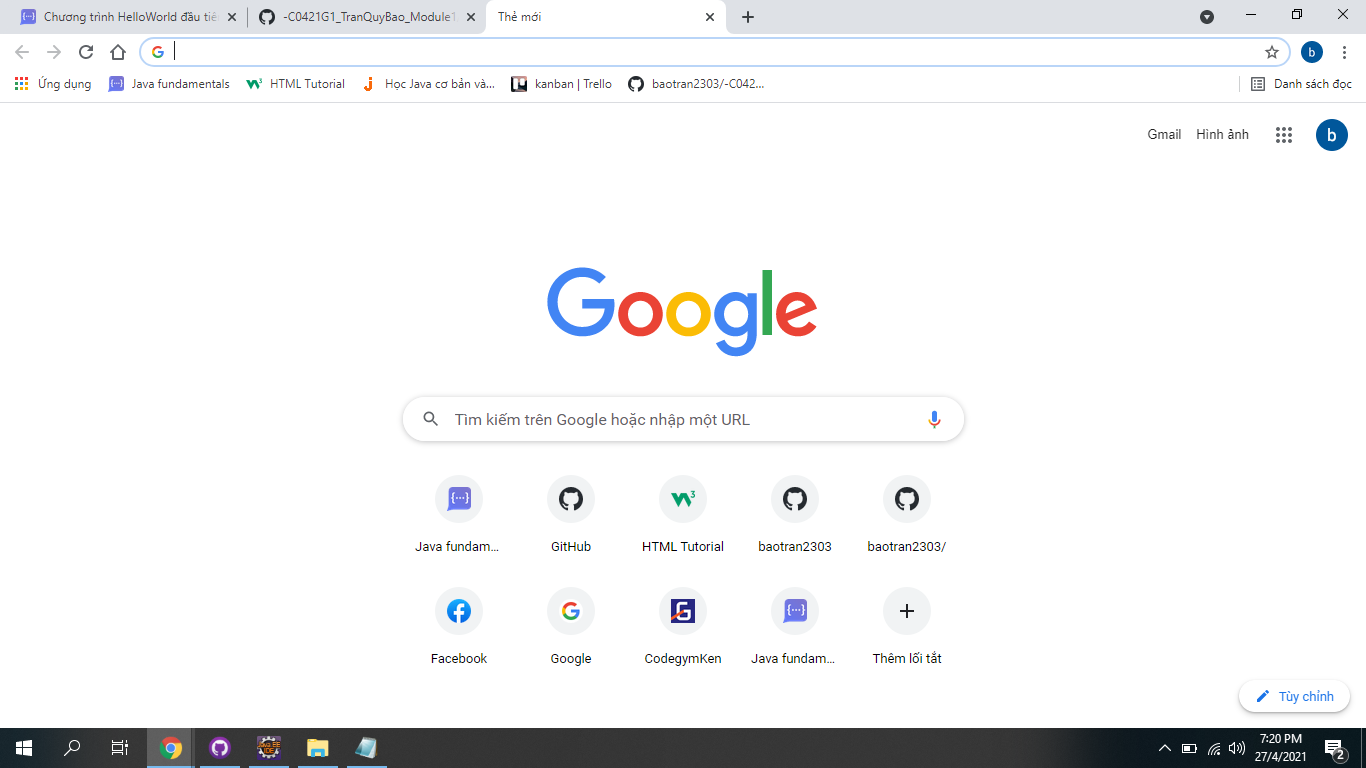 Chương trình HelloWorld đầu tiê
-C0421G1_TranQuyBao_Module1
Thẻ mới
b
Ứng dụng
Java fundamentals
HTML Tutorial
Học Java cơ bản và...
kanban | Trello
baotran2303/-C042...
Danh sách đọc
Gmail
Hình ảnh
b
Google
Tìm kiếm trên Google hoặc nhập một URL
Java fundam...
GitHub
HTML Tutorial
baotran2303
baotran2303/
Facebook
Google
CodegymKen
Java fundam...
Thêm lối tắt
Tùy chỉnh
7:20 PM
27/4/2021
2